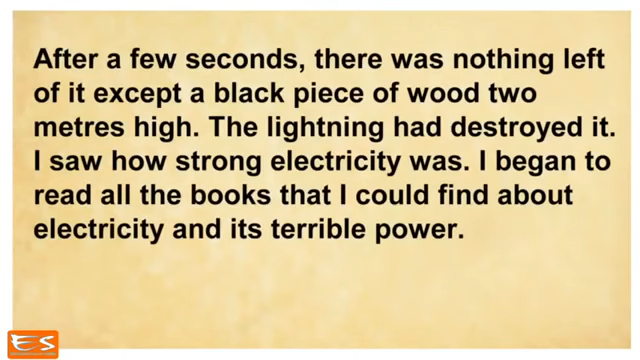 After a few seconds, there was nothing left
of it except a black piece of wood two
metres high. The lightning had destroyed it.
I saw how strong electricity was. I began to
read all the books that I could find about
electricity and its terrible power.
ES